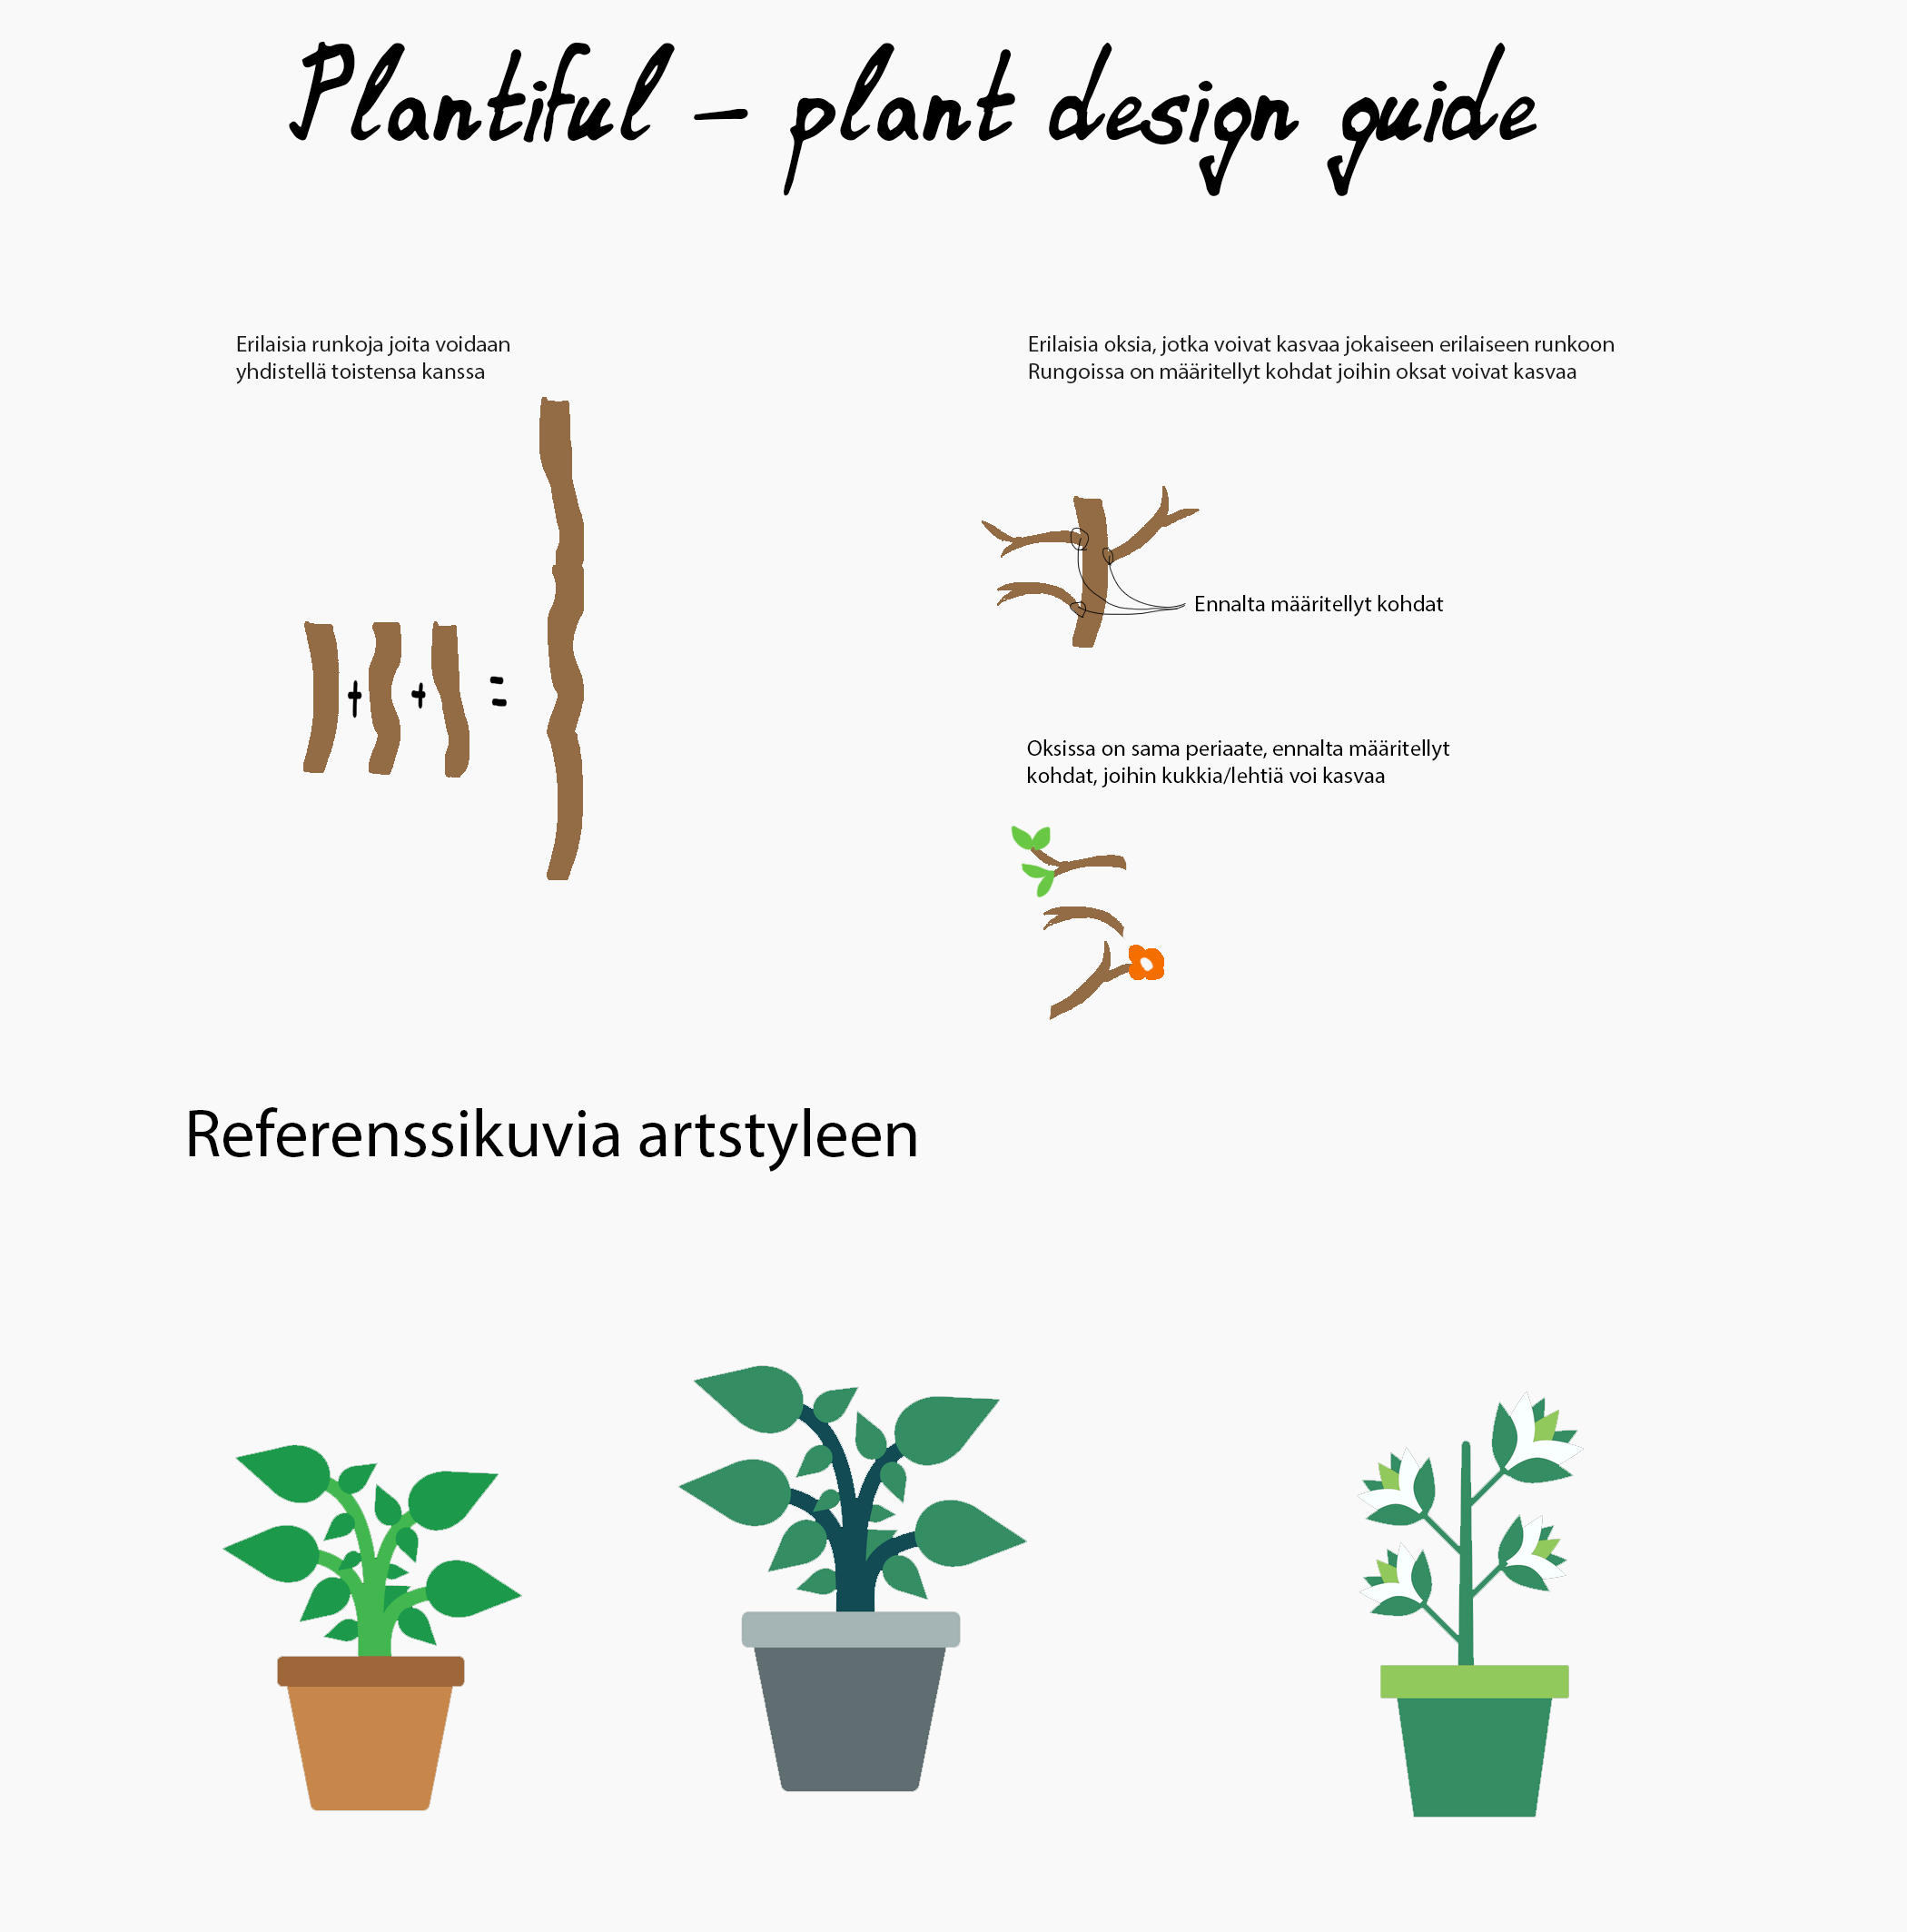 Plantiful – plant design guide
Erilaisia runkoja joita voidaan
yhdistellä toistensa kanssa
Erilaisia oksia, jotka voivat kasvaa jokaiseen erilaiseen runkoon
Rungoissa on määritellyt kohdat joihin oksat voivat kasvaa
+ + =
Ennalta määritellyt kohdat
Oksissa on sama periaate, ennalta määritellyt
kohdat, joihin kukkia/lehtiä voi kasvaa
Referenssikuvia artstyleen